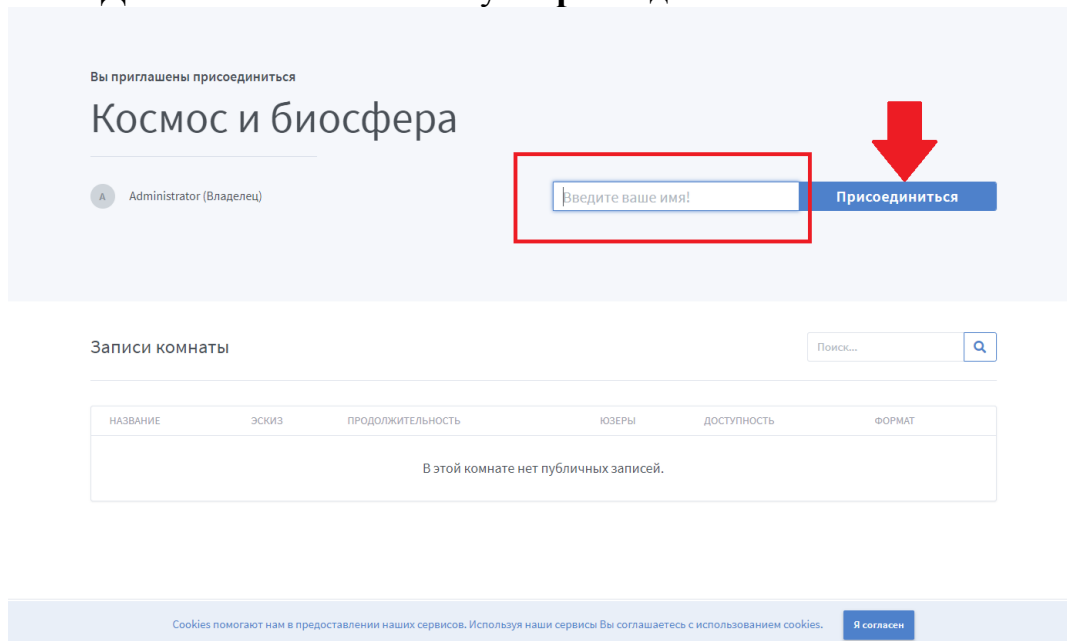 Вы приглашены присоединиться
Космос и биосфера
A Administrator (Владелец)
Введите ваше имя!
Присоединиться
Записи комнаты
Поиск...
НАЗВАНИЕ ЭСКИЗ ПРОДОЛЖИТЕЛЬНОСТЬ ЮЗЕРЫ ДОСТУПНОСТЬ ФОРМАТ
В этой комнате нет публичных записей.
Cookies помогают нам в предоставлении наших сервисов. Используя наши сервисы Вы соглашаетесь с использованием cookies.
Я согласен